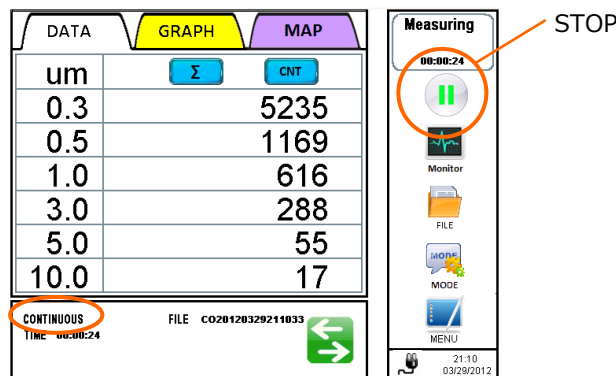 DATA GRAPH MAP
um Σ CNT
0.3 5235
0.5 1169
1.0 616
3.0 288
5.0 55
10.0 17
CONTINUOUS FILE CO20120329211033
TIME 00:00:24
Measuring
00:00:24
STOP
Monitor
FILE
MODE
MODE
MENU
21:10
03/29/2012